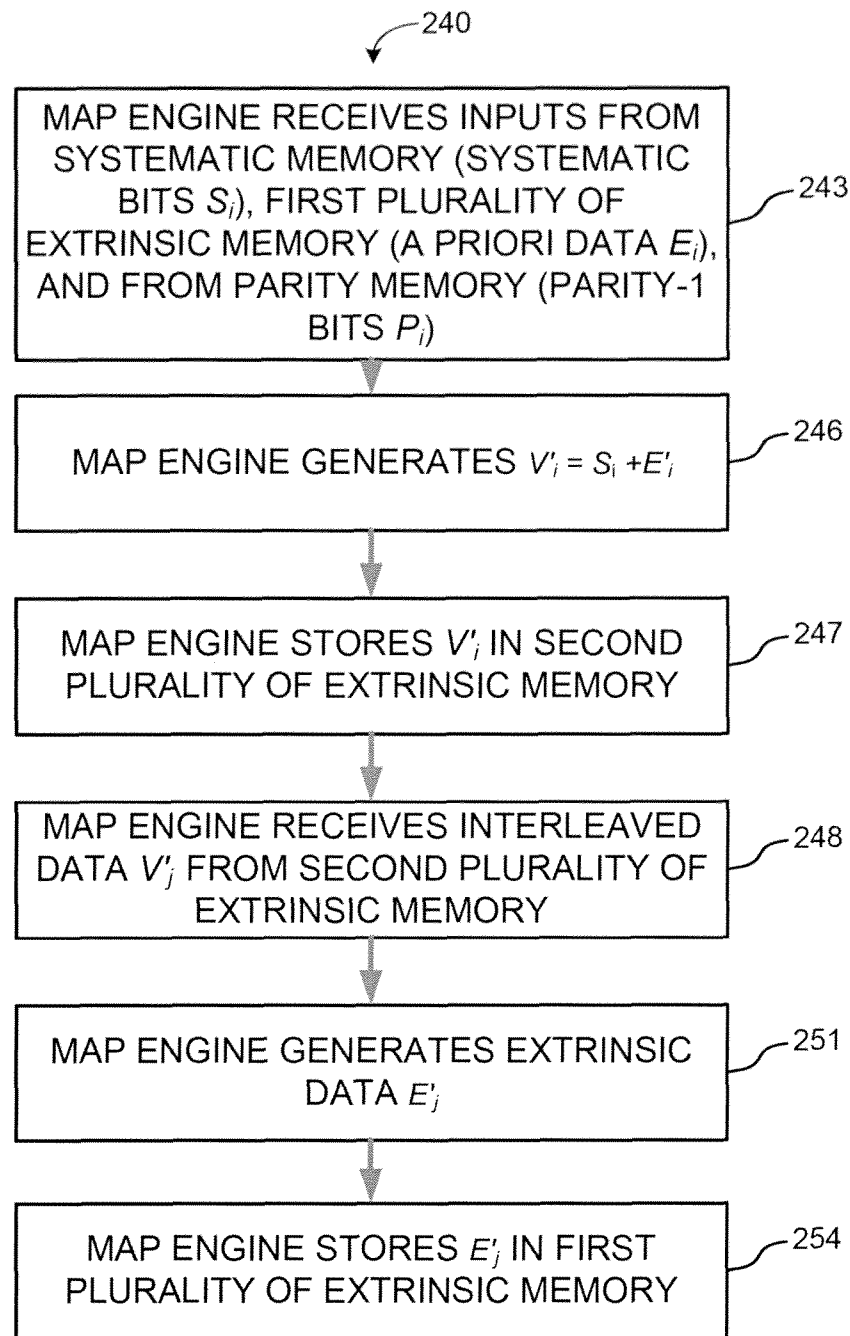 240
MAP ENGINE RECEIVES INPUTS FROM
SYSTEMATIC MEMORY (SYSTEMATIC
BITS Si), FIRST PLURALITY OF
EXTRINSIC MEMORY (A PRIORI DATA Ei),
AND FROM PARITY MEMORY (PARITY-1
BITS Pi)
243
MAP ENGINE GENERATES V'i = Si +E'i
246
MAP ENGINE STORES V'i IN SECOND
PLURALITY OF EXTRINSIC MEMORY
247
MAP ENGINE RECEIVES INTERLEAVED
DATA V'j FROM SECOND PLURALITY OF
EXTRINSIC MEMORY
248
MAP ENGINE GENERATES EXTRINSIC
DATA E'j
251
MAP ENGINE STORES E'j IN FIRST
PLURALITY OF EXTRINSIC MEMORY
254